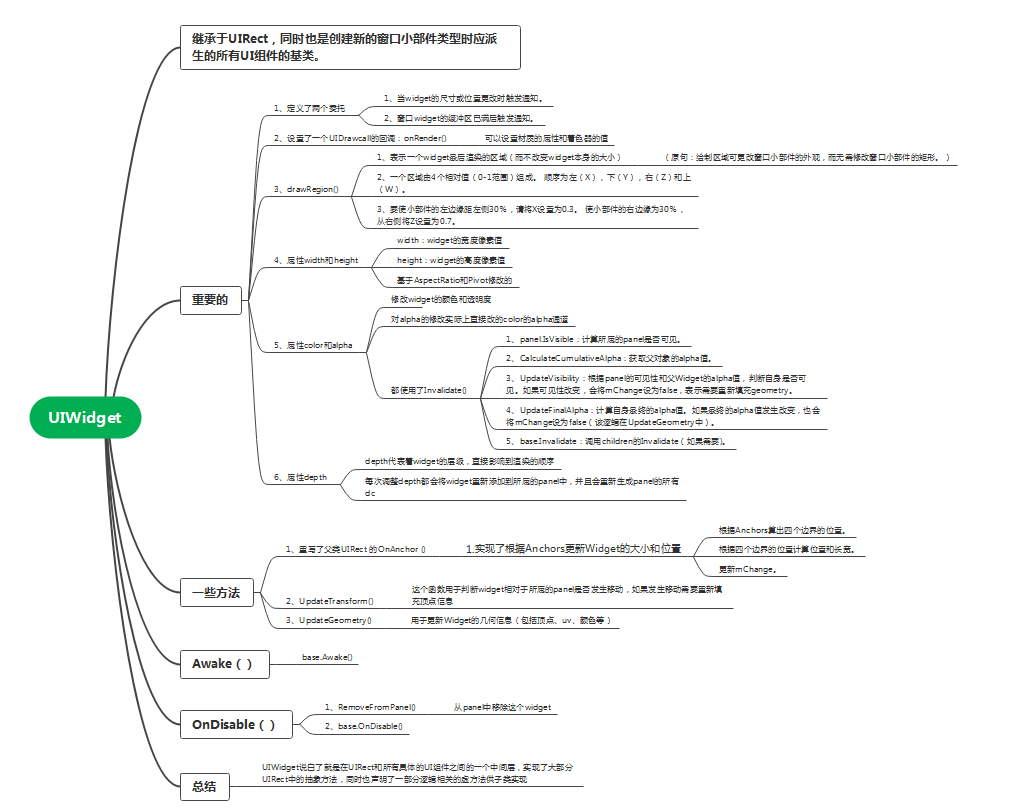 继承于UIRect，同时也是创建新的窗口小部件类型时应派
生的所有UI组件的基类。
1、定义了两个委托
1、当widget的尺寸或位置更改时触发通知。
2、窗口widget的缓冲区已满后触发通知。
2、设置了一个UIDrawcall的回调：onRender()
可以设置材质的属性和着色器的值
3、drawRegion()
1、表示一个widget最后渲染的区域（而不改变widget本身的大小）
（原句：绘制区域可更改窗口小部件的外观，而无需修改窗口小部件的矩形。）
2、一个区域由4个相对值（0-1范围）组成。 顺序为左（X），下（Y），右（Z）和上
（W）。
3、要使小部件的左边缘距左侧30%，请将X设置为0.3。 使小部件的右边缘为30%，
从右侧将Z设置为0.7。
4、属性width和height
width：widget的宽度像素值
height：widget的高度像素值
基于AspectRatio和Pivot修改的
重要的
5、属性color和alpha
修改widget的颜色和透明度
对alpha的修改实际上直接改的color的alpha通道
都使用了Invalidate()
1、panel.IsVisible：计算所属的panel是否可见。
2、CalculateCumulativeAlpha：获取父对象的alpha值。
3、UpdateVisibility：根据panel的可见性和父Widget的alpha值，判断自身是否可
见。如果可见性改变，会将mChange设为false，表示需要重新填充geometry。
4、UpdateFinalAlpha：计算自身最终的alpha值。如果最终的alpha值发生改变，也会
将mChange设为false（该逻辑在UpdateGeometry中）。
5、base.Invalidate：调用children的Invalidate（如果需要）。
UIWidget
6、属性depth
depth代表着widget的层级，直接影响到渲染的顺序
每次调整depth都会将widget重新添加到所属的panel中，并且会重新生成panel的所有
dc
一些方法
1、重写了父类UIRect 的OnAnchor ()
1.实现了根据Anchors更新Widget的大小和位置
根据Anchors算出四个边界的位置。
根据四个边界的位置计算位置和长宽。
更新mChange。
2、UpdateTransform()
这个函数用于判断widget相对于所属的panel是否发生移动，如果发生移动需要重新填
充顶点信息
3、UpdateGeometry()
用于更新Widget的几何信息（包括顶点、uv、颜色等）
Awake（）
base.Awake()
OnDisable（）
1、RemoveFromPanel()
从panel中移除这个widget
2、base.OnDisable()
总结
UIWidget说白了就是在UIRect和所有具体的UI组件之间的一个中间层，实现了大部分
UIRect中的抽象方法，同时也声明了一部分逻辑相关的虚方法供子类实现